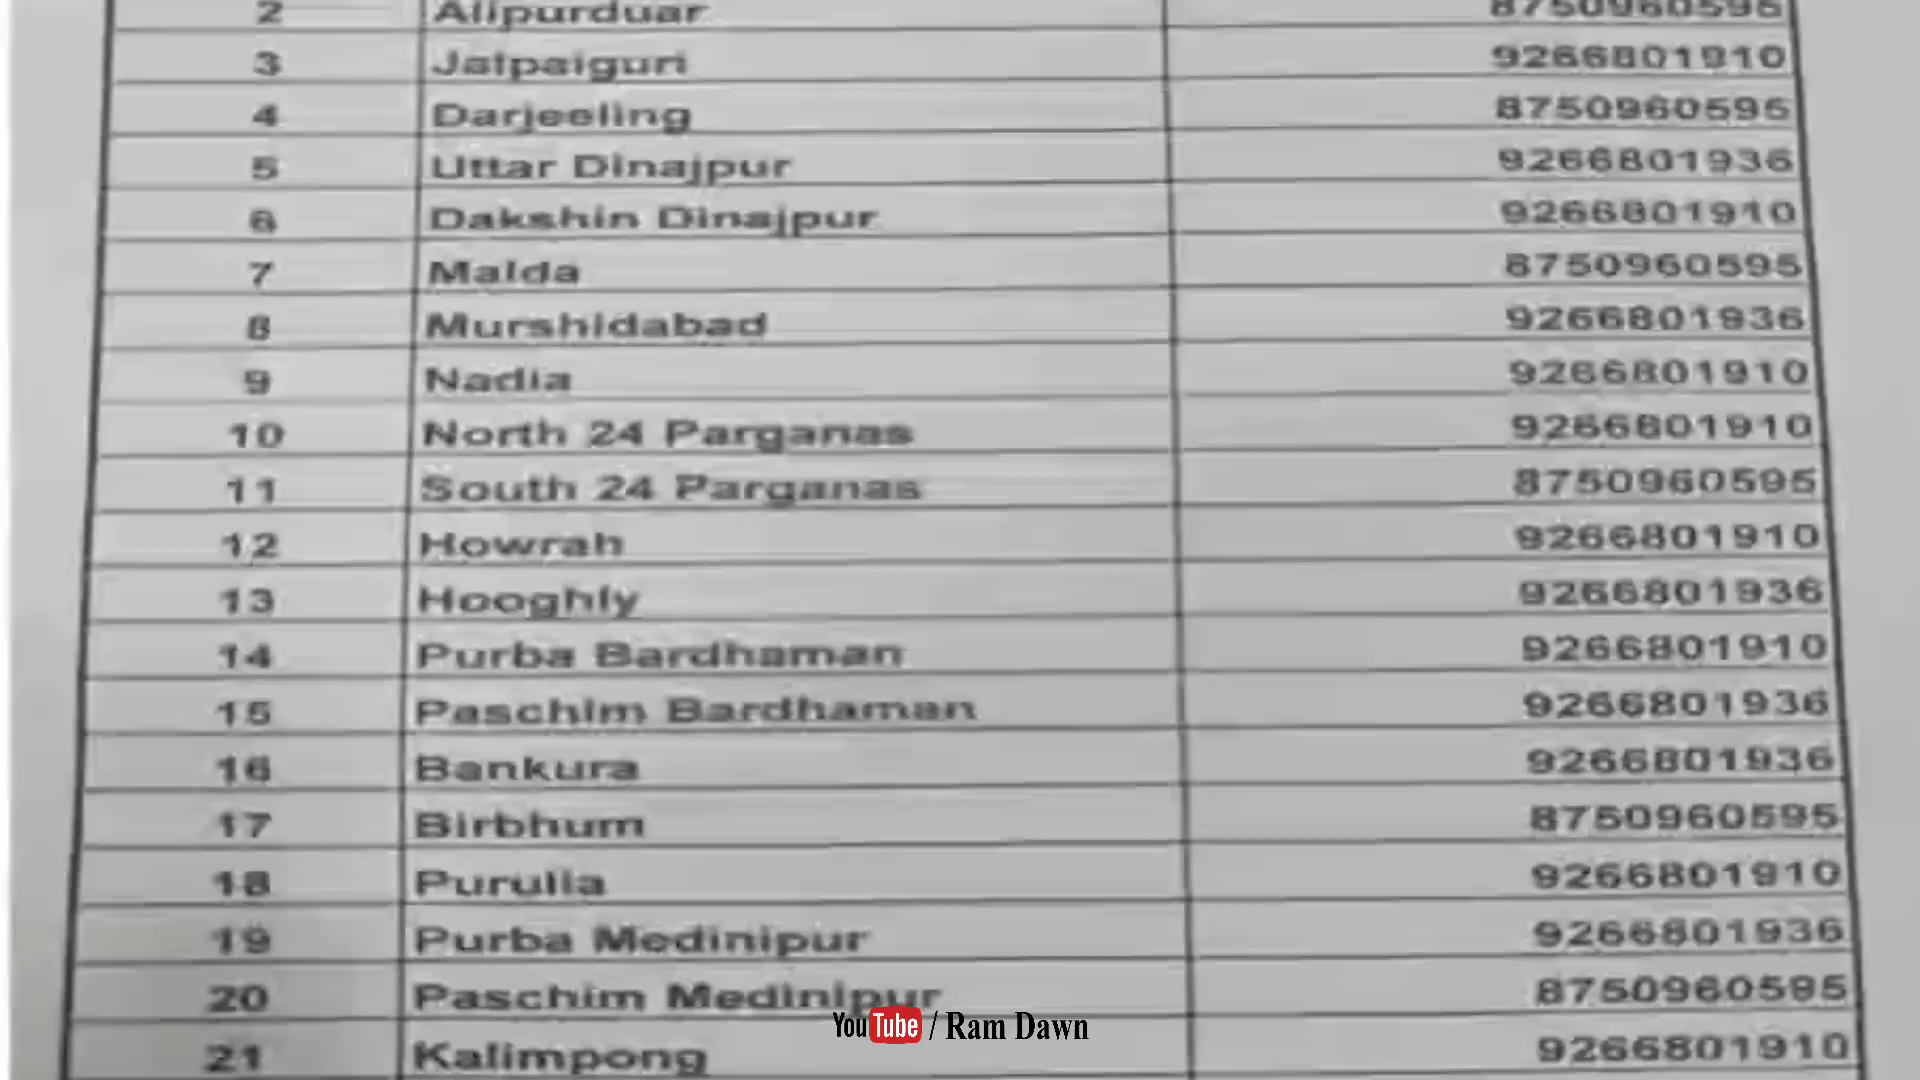 2 Alipurduar 8750960595
3 Jalpaiguri 9266801910
4 Darjeeling 8750960595
5 Uttar Dinajpur 9266801936
6 Dakshin Dinajpur 9266801910
7 Malda 8750960595
8 Murshidabad 9266801936
9 Nadia 9266801910
10 North 24 Parganas 9266801910
11 South 24 Parganas 8750960595
12 Howrah 9266801910
13 Hooghly 9266801936
14 Purba Bardhaman 9266801910
15 Paschim Bardhaman 9266801936
16 Bankura 9266801936
17 Birbhum 8750960595
18 Purulia 9266801910
19 Purba Medinipur 9266801936
20 Paschim Medinipur 8750960595
YouTube / Ram Dawn
21 Kalimpong 9266801910